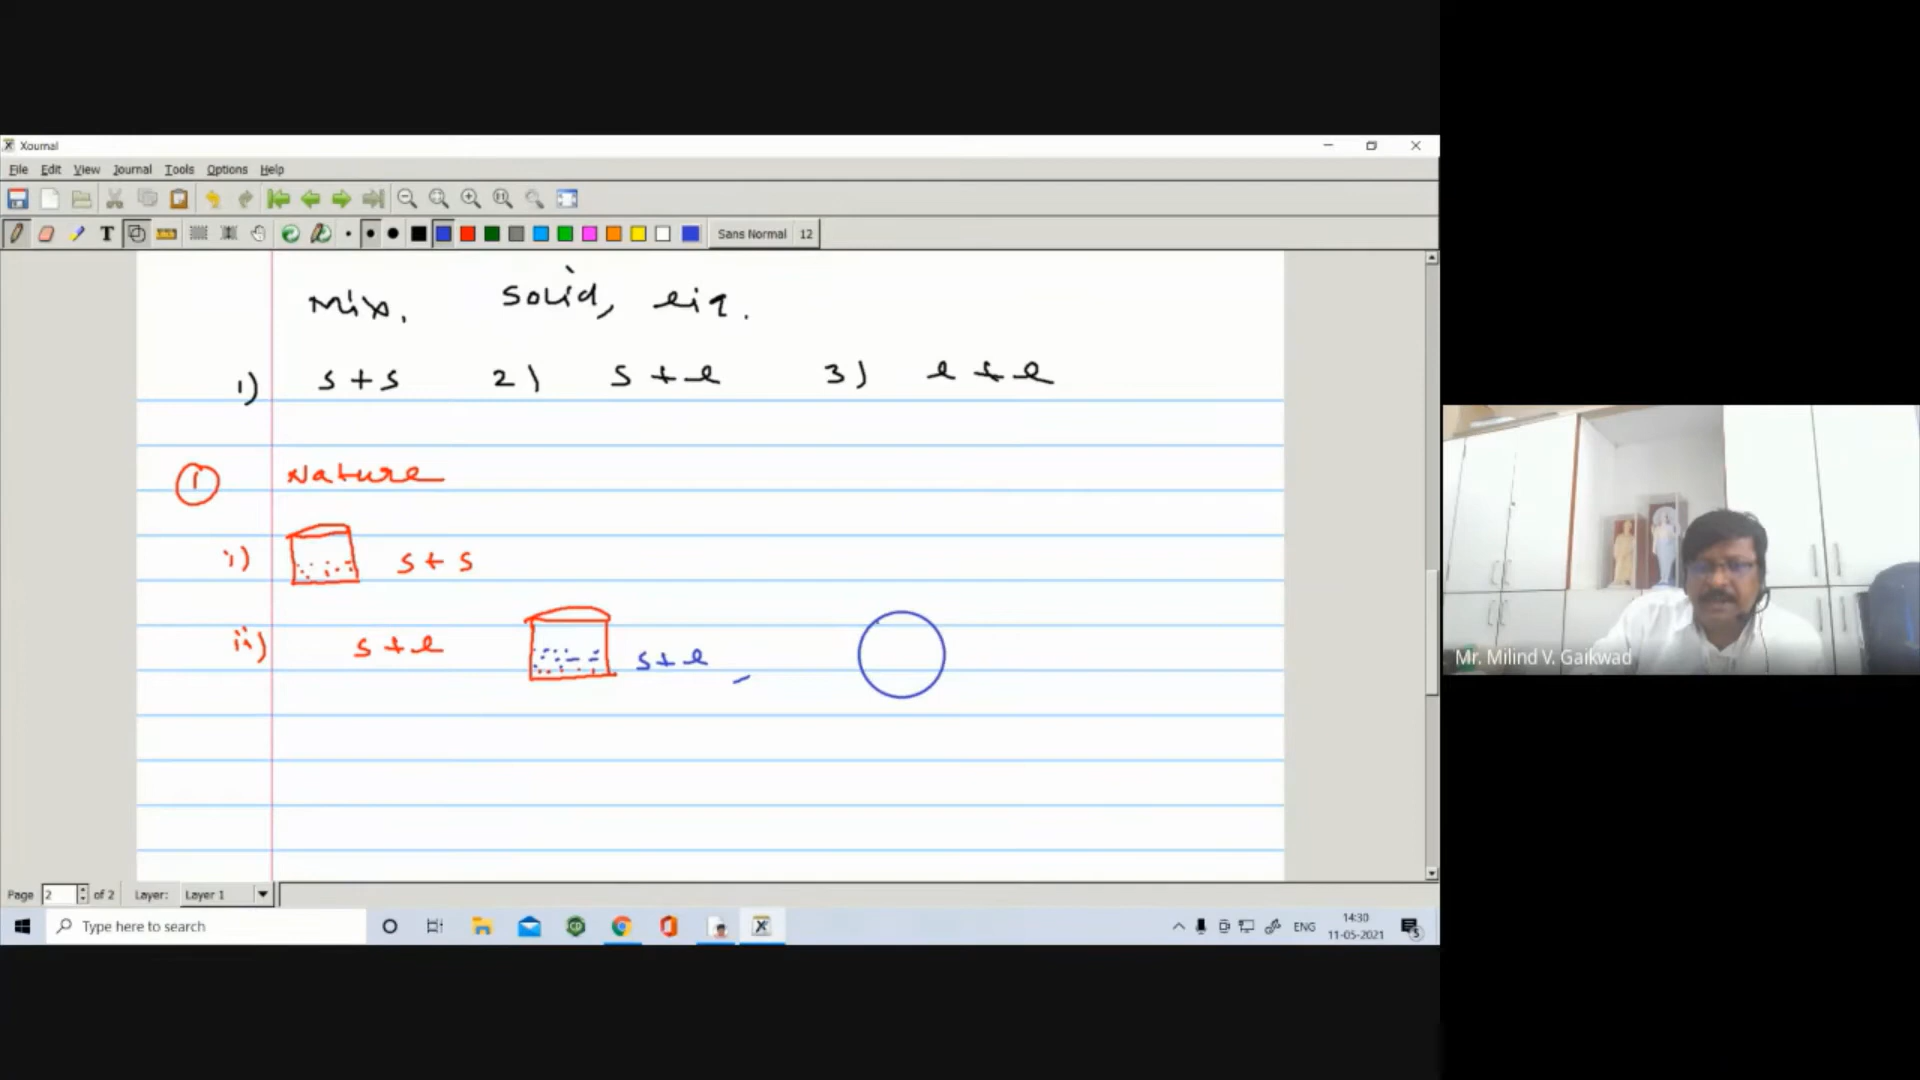 Xournal
File Edit View Journal Tools Options Help
T Sans Normal 12
Mix. Solid, liq.
1) s + s 2) s + l 3) l + l
1 Nature
i) s + s
ii) s + l s + l
Mr. Milind V. Gaikwad
Page 2 of 2 Layer: Layer 1
Type here to search
ENG
14:30
11-05-2021
5